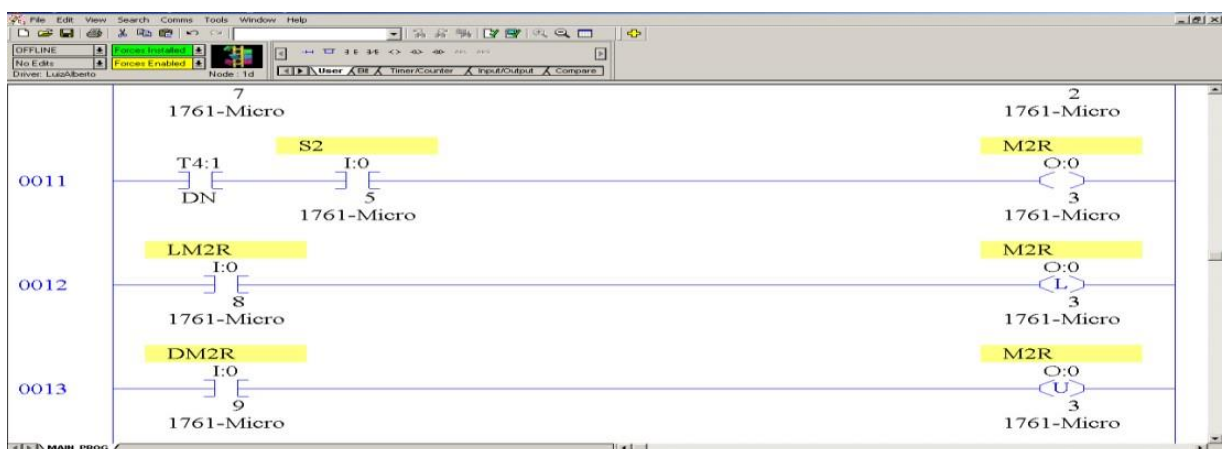 File Edit View Search Comms Tools Window Help
OFFLINE
Forces Installed
No Edits
Forces Enabled
Driver: LuizAlberto
Node : 1d
User
Bit
Timer/Counter
Input/Output
Compare
7
1761-Micro
2
1761-Micro
S2
M2R
T4:1
I:0
O:0
0011
DN
5
3
1761-Micro
1761-Micro
LM2R
M2R
I:0
O:0
0012
L
8
3
1761-Micro
1761-Micro
DM2R
M2R
I:0
O:0
0013
U
9
3
1761-Micro
1761-Micro
MAIN_PROG